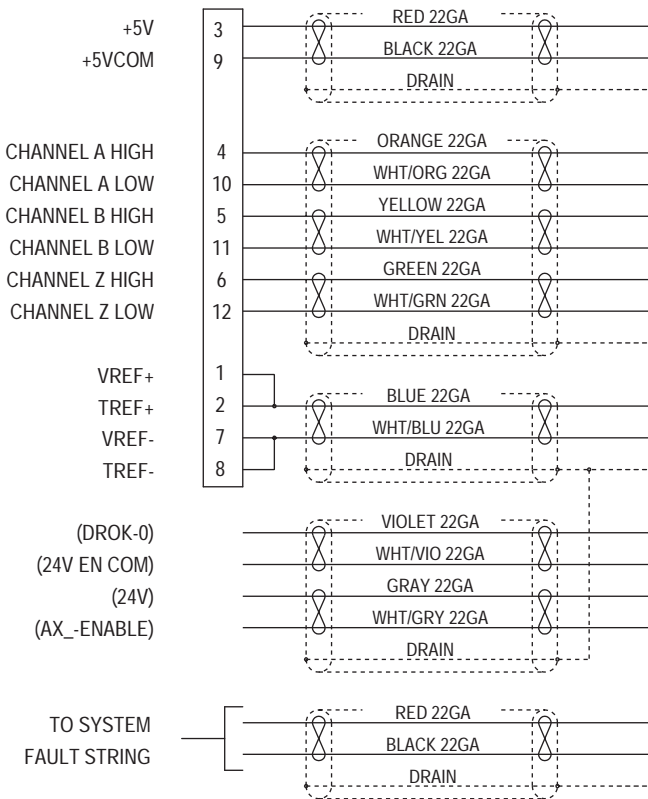 +5V 3 RED 22GA
+5VCOM 9 BLACK 22GA
DRAIN
CHANNEL A HIGH 4 ORANGE 22GA
CHANNEL A LOW 10 WHT/ORG 22GA
CHANNEL B HIGH 5 YELLOW 22GA
CHANNEL B LOW 11 WHT/YEL 22GA
CHANNEL Z HIGH 6 GREEN 22GA
CHANNEL Z LOW 12 WHT/GRN 22GA
DRAIN
VREF+ 1
TREF+ 2 BLUE 22GA
VREF- 7 WHT/BLU 22GA
TREF- 8 DRAIN
(DROK-0) VIOLET 22GA
(24V EN COM) WHT/VIO 22GA
(24V) GRAY 22GA
(AX_-ENABLE) WHT/GRY 22GA
DRAIN
TO SYSTEM RED 22GA
FAULT STRING BLACK 22GA
DRAIN